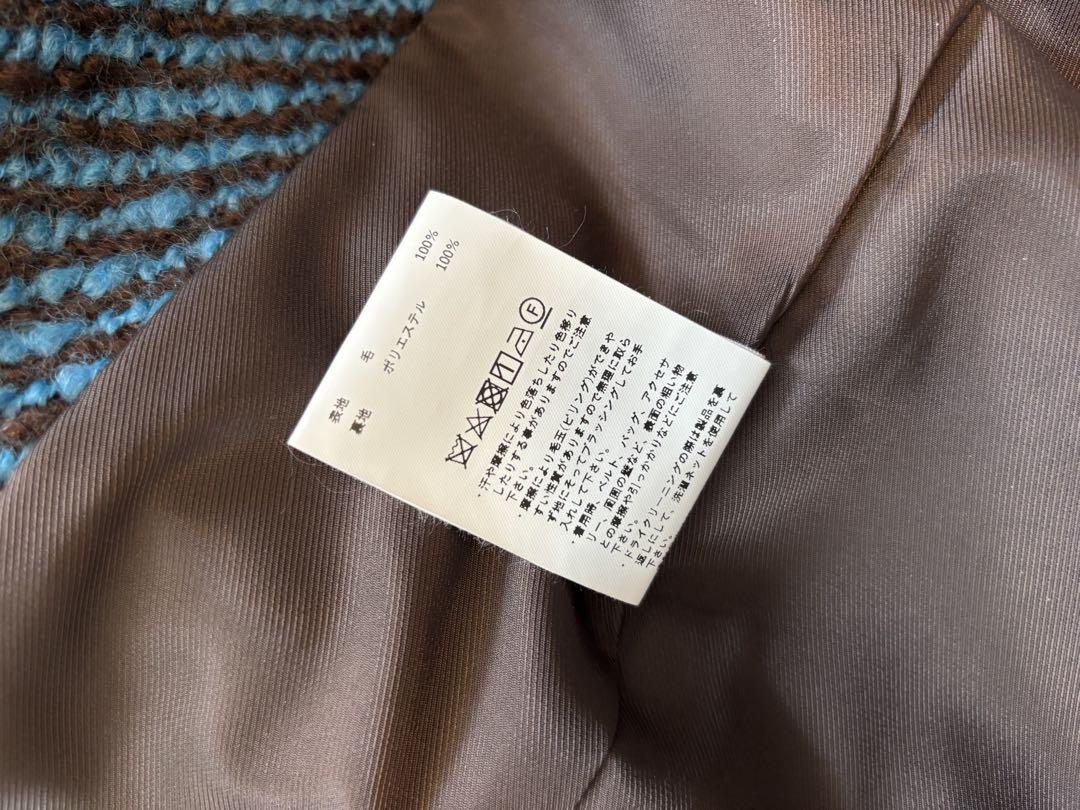 表地 毛 100%
裏地 ポリエステル 100%
F
・汗や摩擦により色落ちしたり色移り
したりする事がありますのでご注意
下さい。
・摩擦により毛玉(ピリング)ができや
すい性質がありますので無理に取ら
ず地にそってブラッシングしてお手
入れして下さい。
・着用時、ベルト、バッグ、アクセサ
リー、周囲の壁など、表面の粗い物
との摩擦や引っかかりなどにご注意
下さい。
・ドライクリーニングの際は製品を裏
返しにして、洗濯ネットを使用して
下さい。